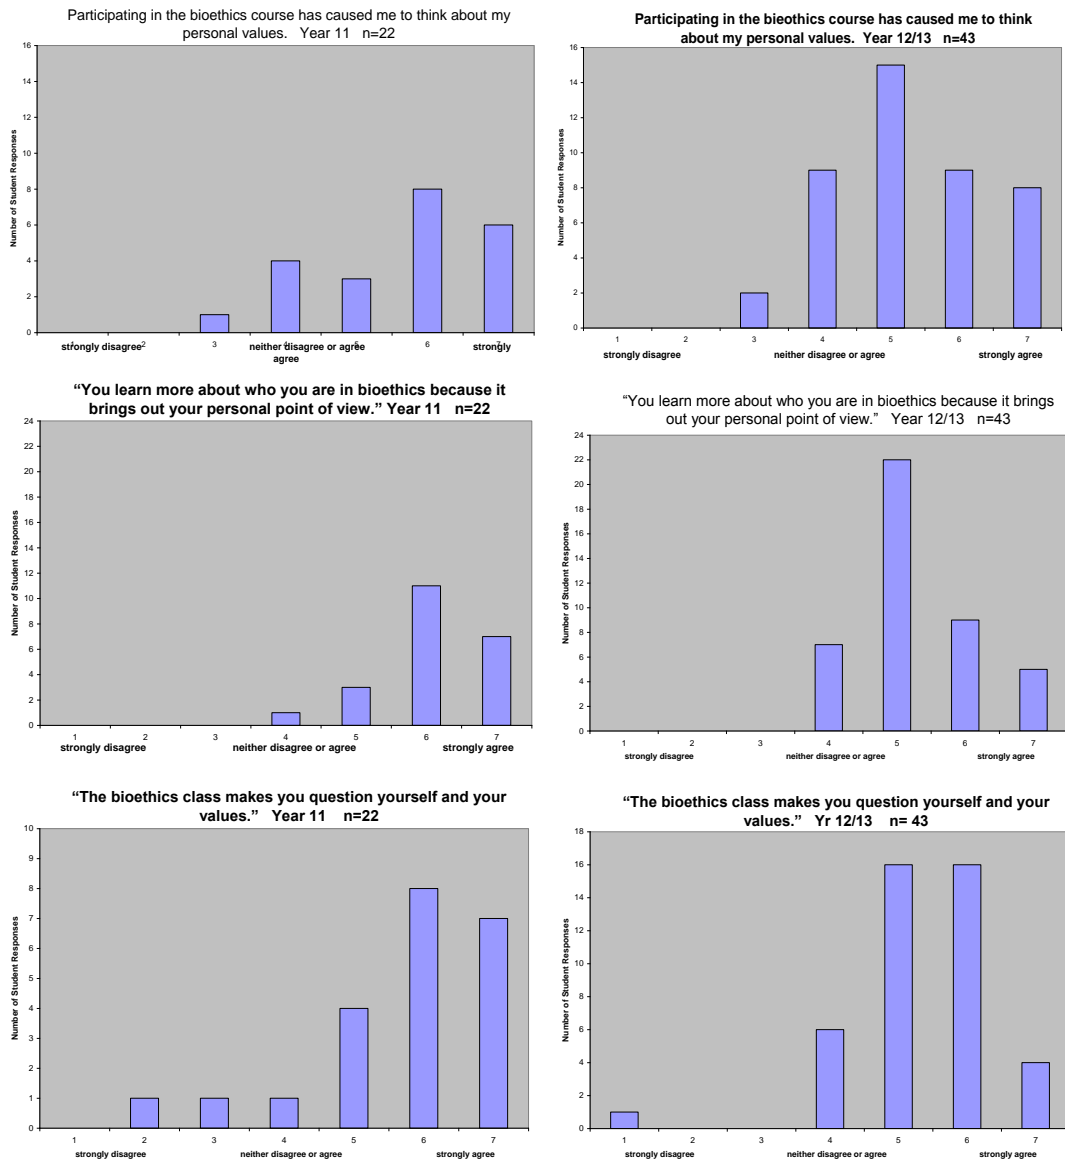 Participating in the bioethics course has caused me to think about my
personal values. Year 11 n=22
16
14
12
10
8
6
4
2
0
Number of Student Responses
1 2 3 4 5 6 7
strongly disagree neither disagree or agree strongly
agree
Participating in the bieothics course has caused me to think
about my personal values. Year 12/13 n=43
16
14
12
10
8
6
4
2
0
Number of Student Responses
1 2 3 4 5 6 7
strongly disagree neither disagree or agree strongly agree
“You learn more about who you are in bioethics because it
brings out your personal point of view.” Year 11 n=22
24
22
20
18
16
14
12
10
8
6
4
2
0
Number of Student Responses
1 2 3 4 5 6 7
strongly disagree neither disagree or agree strongly agree
“You learn more about who you are in bioethics because it brings
out your personal point of view.” Year 12/13 n=43
24
22
20
18
16
14
12
10
8
6
4
2
0
Number of Student Responses
1 2 3 4 5 6 7
strongly disagree neither disagree or agree strongly agree
“The bioethics class makes you question yourself and your
values.” Year 11 n=22
10
9
8
7
6
5
4
3
2
1
0
Number of Student Responses
1 2 3 4 5 6 7
strongly disagree neither disagree or agree strongly agree
“The bioethics class makes you question yourself and your
values.” Yr 12/13 n= 43
18
16
14
12
10
8
6
4
2
0
Number of Student Responses
1 2 3 4 5 6 7
strongly disagree neither disagree or agree strongly agree